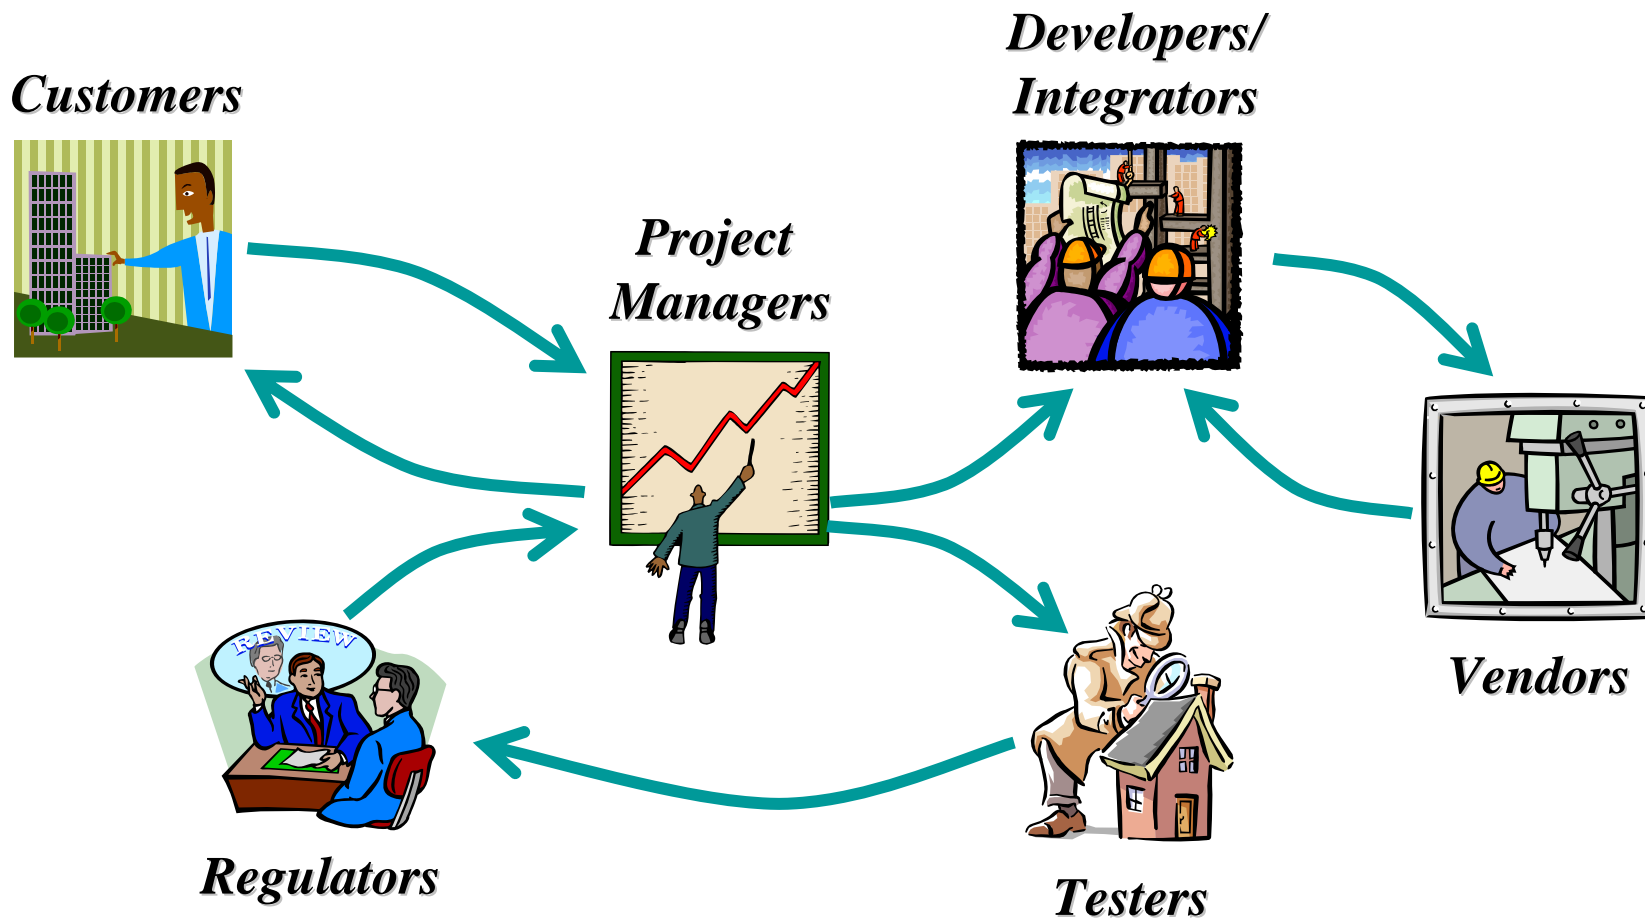 Customers
Developers/
Integrators
Project
Managers
REVIEW
Vendors
Regulators
Testers